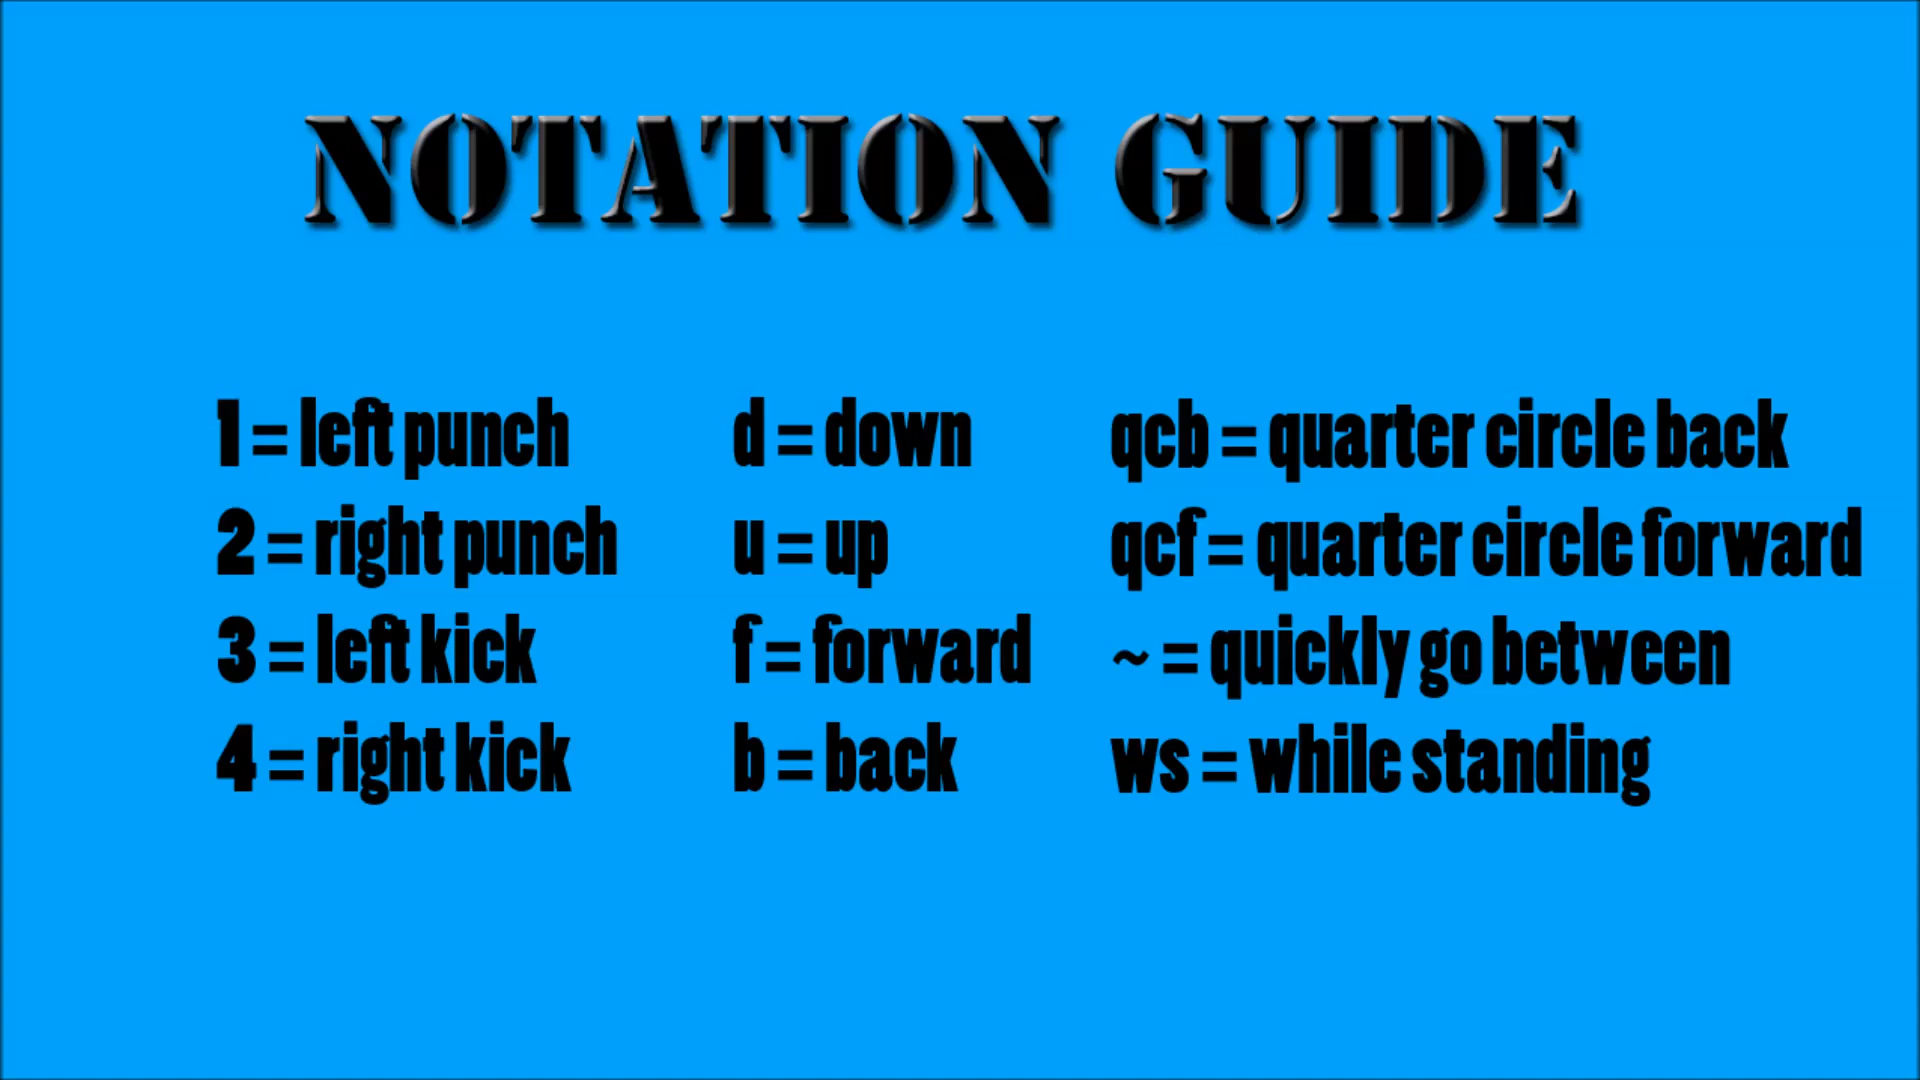 NOTATION GUIDE
1 = left punch
2 = right punch
3 = left kick
4 = right kick
d = down
u = up
f = forward
b = back
qcb = quarter circle back
qcf = quarter circle forward
~ = quickly go between
ws = while standing